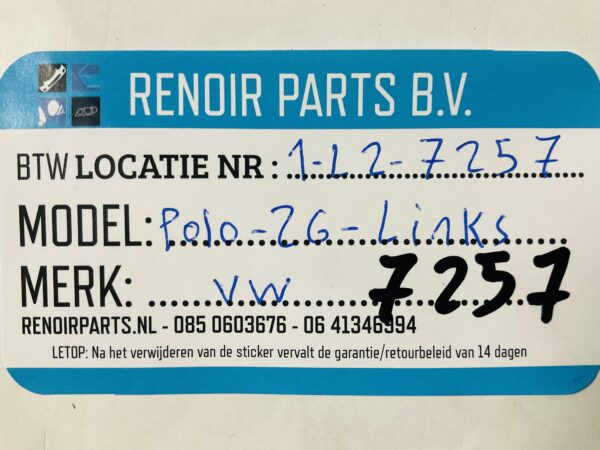 RENOIR PARTS B.V.
BTW LOCATIE NR : 1-L2-7257
MODEL: Polo-2G-Links
MERK: VW 7257
RENOIRPARTS.NL - 085 0603676 - 06 41346994
LETOP: Na het verwijderen van de sticker vervalt de garantie/retourbeleid van 14 dagen